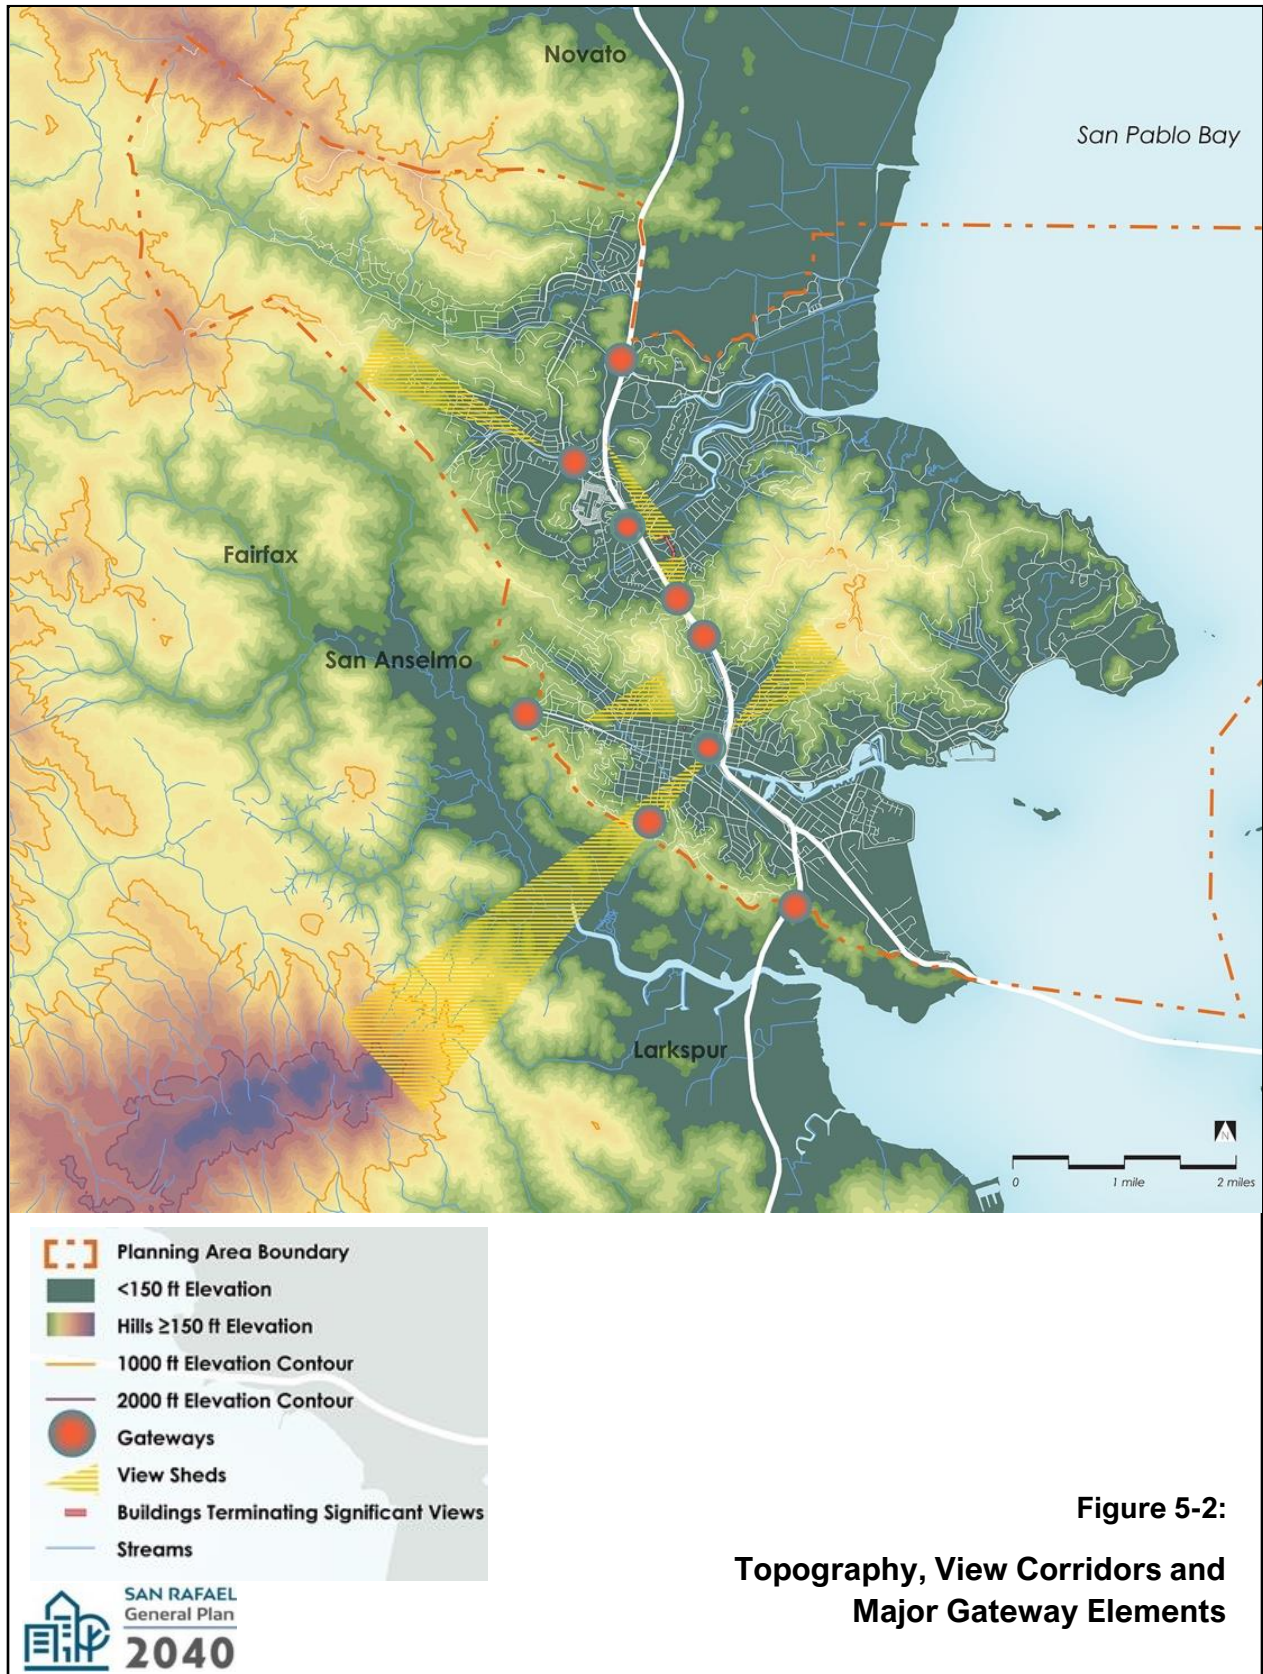 Novato
San Pablo Bay
Fairfax
San Anselmo
Larkspur
N
0 1 mile 2 miles
Planning Area Boundary
<150 ft Elevation
Hills ≥150 ft Elevation
1000 ft Elevation Contour
2000 ft Elevation Contour
Gateways
View Sheds
Buildings Terminating Significant Views
Streams
SAN RAFAEL
General Plan
2040
Figure 5-2:
Topography, View Corridors and
Major Gateway Elements